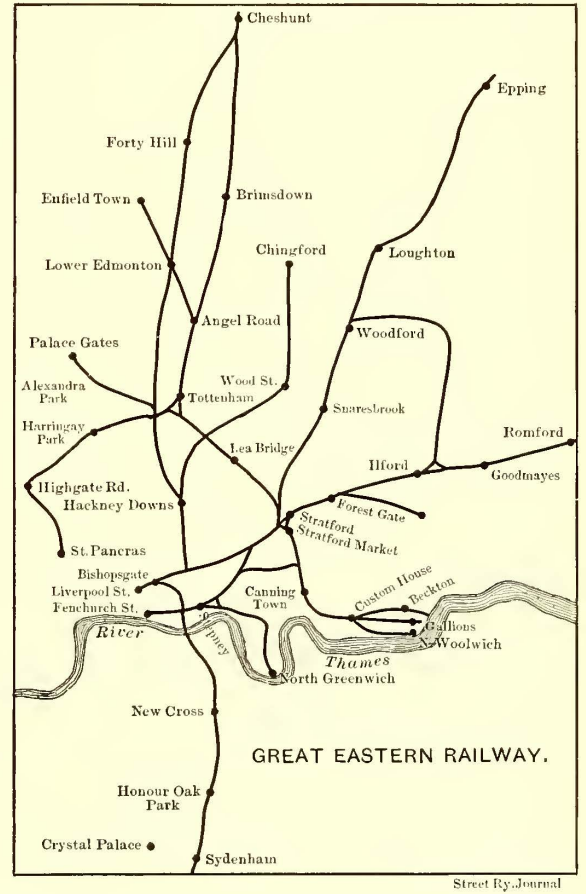 Cheshunt
Epping
Forty Hill
Enfield Town
Brimsdown
Chingford
Loughton
Lower Edmonton
Angel Road
Woodford
Palace Gates
Wood St.
Alexandra
Park
Tottenham
Snaresbrook
Harringay
Park
Romford
Lea Bridge
Ilford
Goodmayes
Highgate Rd.
Hackney Downs
Forest Gate
Stratford
Stratford Market
St. Pancras
Bishopsgate
Liverpool St.
Fenchurch St.
Canning
Town
Custom House
Beckton
Gallions
N. Woolwich
River
Thames
North Greenwich
New Cross
GREAT EASTERN RAILWAY.
Honour Oak
Park
Crystal Palace
Sydenham
Street Ry. Journal